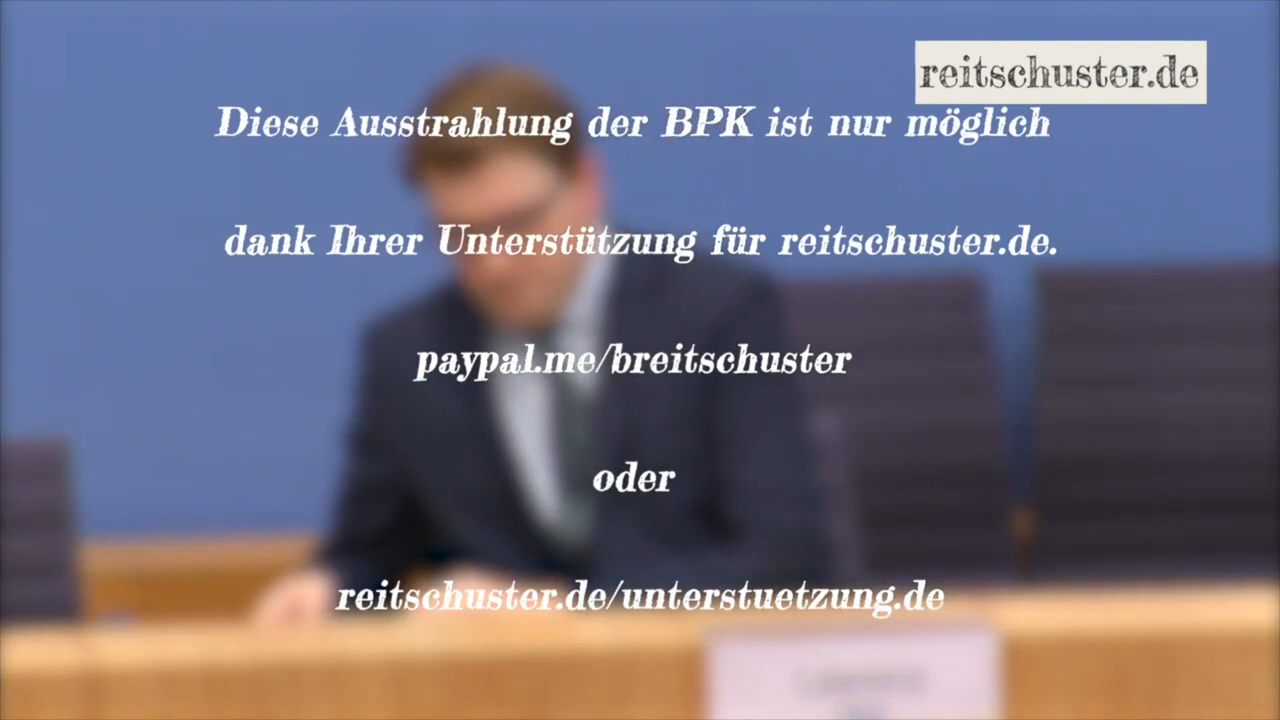 reitschuster.de
Diese Ausstrahlung der BPK ist nur möglich
dank Ihrer Unterstützung für reitschuster.de.
paypal.me/breitschuster
oder
reitschuster.de/unterstuetzung.de